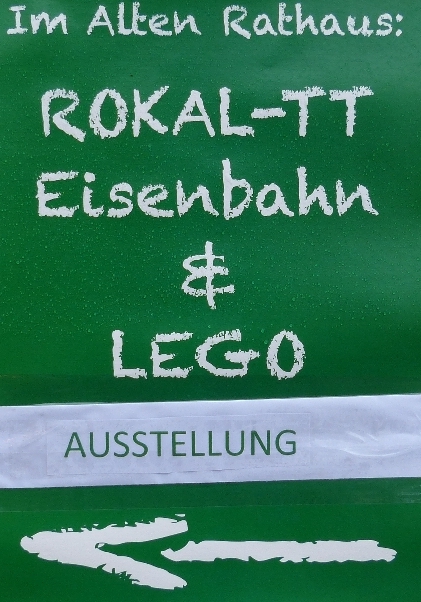 Im Alten Rathaus:
ROKAL-TT
Eisenbahn
&
LEGO
AUSSTELLUNG